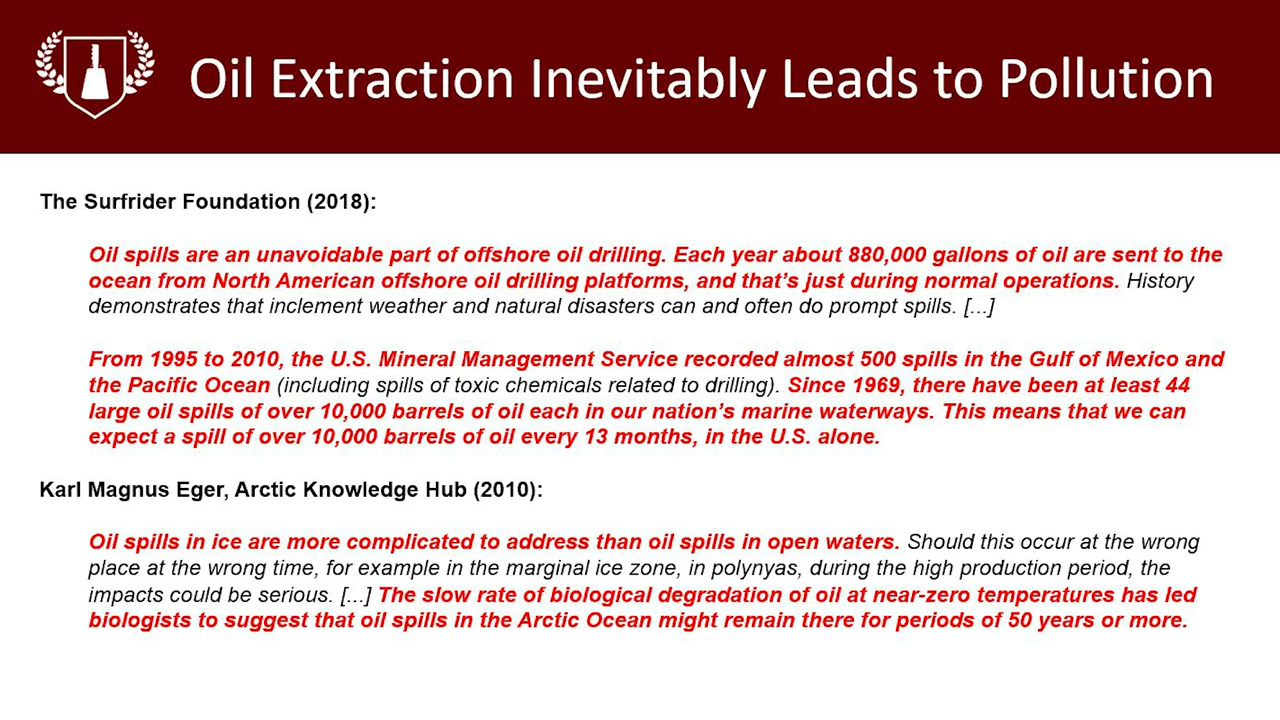 Oil Extraction Inevitably Leads to Pollution
The Surfrider Foundation (2018):
Oil spills are an unavoidable part of offshore oil drilling. Each year about 880,000 gallons of oil are sent to the
ocean from North American offshore oil drilling platforms, and that’s just during normal operations. History
demonstrates that inclement weather and natural disasters can and often do prompt spills. [...]
From 1995 to 2010, the U.S. Mineral Management Service recorded almost 500 spills in the Gulf of Mexico and
the Pacific Ocean (including spills of toxic chemicals related to drilling). Since 1969, there have been at least 44
large oil spills of over 10,000 barrels of oil each in our nation’s marine waterways. This means that we can
expect a spill of over 10,000 barrels of oil every 13 months, in the U.S. alone.
Karl Magnus Eger, Arctic Knowledge Hub (2010):
Oil spills in ice are more complicated to address than oil spills in open waters. Should this occur at the wrong
place at the wrong time, for example in the marginal ice zone, in polynyas, during the high production period, the
impacts could be serious. [...] The slow rate of biological degradation of oil at near-zero temperatures has led
biologists to suggest that oil spills in the Arctic Ocean might remain there for periods of 50 years or more.